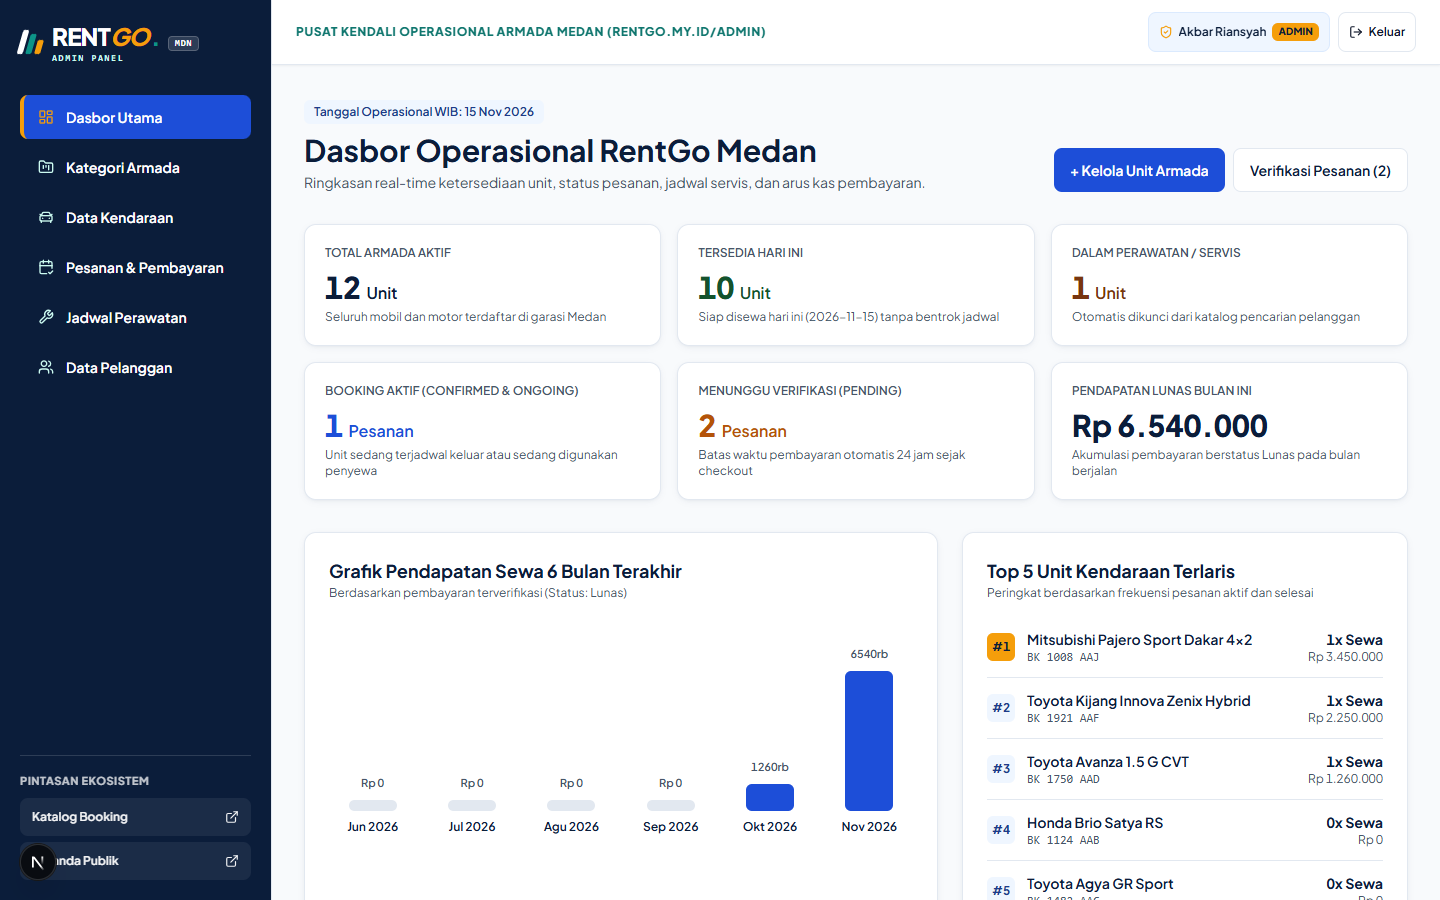 RENTGO.
MDN
ADMIN PANEL
Dasbor Utama
Kategori Armada
Data Kendaraan
Pesanan & Pembayaran
Jadwal Perawatan
Data Pelanggan
PINTASAN EKOSISTEM
Katalog Booking
N
nda Publik
PUSAT KENDALI OPERASIONAL ARMADA MEDAN (RENTGO.MY.ID/ADMIN)
Akbar Riansyah ADMIN
Keluar
Tanggal Operasional WIB: 15 Nov 2026
Dasbor Operasional RentGo Medan
Ringkasan real-time ketersediaan unit, status pesanan, jadwal servis, dan arus kas pembayaran.
+ Kelola Unit Armada
Verifikasi Pesanan (2)
TOTAL ARMADA AKTIF
12 Unit
Seluruh mobil dan motor terdaftar di garasi Medan
TERSEDIA HARI INI
10 Unit
Siap disewa hari ini (2026-11-15) tanpa bentrok jadwal
DALAM PERAWATAN / SERVIS
1 Unit
Otomatis dikunci dari katalog pencarian pelanggan
BOOKING AKTIF (CONFIRMED & ONGOING)
1 Pesanan
Unit sedang terjadwal keluar atau sedang digunakan
penyewa
MENUNGGU VERIFIKASI (PENDING)
2 Pesanan
Batas waktu pembayaran otomatis 24 jam sejak
checkout
PENDAPATAN LUNAS BULAN INI
Rp 6.540.000
Akumulasi pembayaran berstatus Lunas pada bulan
berjalan
Grafik Pendapatan Sewa 6 Bulan Terakhir
Berdasarkan pembayaran terverifikasi (Status: Lunas)
Rp 0 Rp 0 Rp 0 Rp 0 1260rb 6540rb
Jun 2026 Jul 2026 Agu 2026 Sep 2026 Okt 2026 Nov 2026
Top 5 Unit Kendaraan Terlaris
Peringkat berdasarkan frekuensi pesanan aktif dan selesai
#1 Mitsubishi Pajero Sport Dakar 4x2 1x Sewa
BK 1008 AAJ Rp 3.450.000
#2 Toyota Kijang Innova Zenix Hybrid 1x Sewa
BK 1921 AAF Rp 2.250.000
#3 Toyota Avanza 1.5 G CVT 1x Sewa
BK 1750 AAD Rp 1.260.000
#4 Honda Brio Satya RS 0x Sewa
BK 1124 AAB Rp 0
#5 Toyota Agya GR Sport 0x Sewa